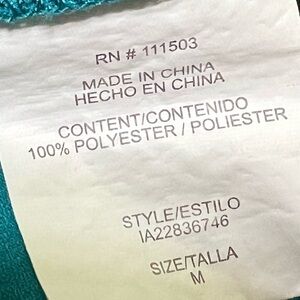 RN # 111503
MADE IN CHINA
HECHO EN CHINA
CONTENT/CONTENIDO
100% POLYESTER / POLIESTER
STYLE/ESTILO
IA22836746
SIZE/TALLA
M